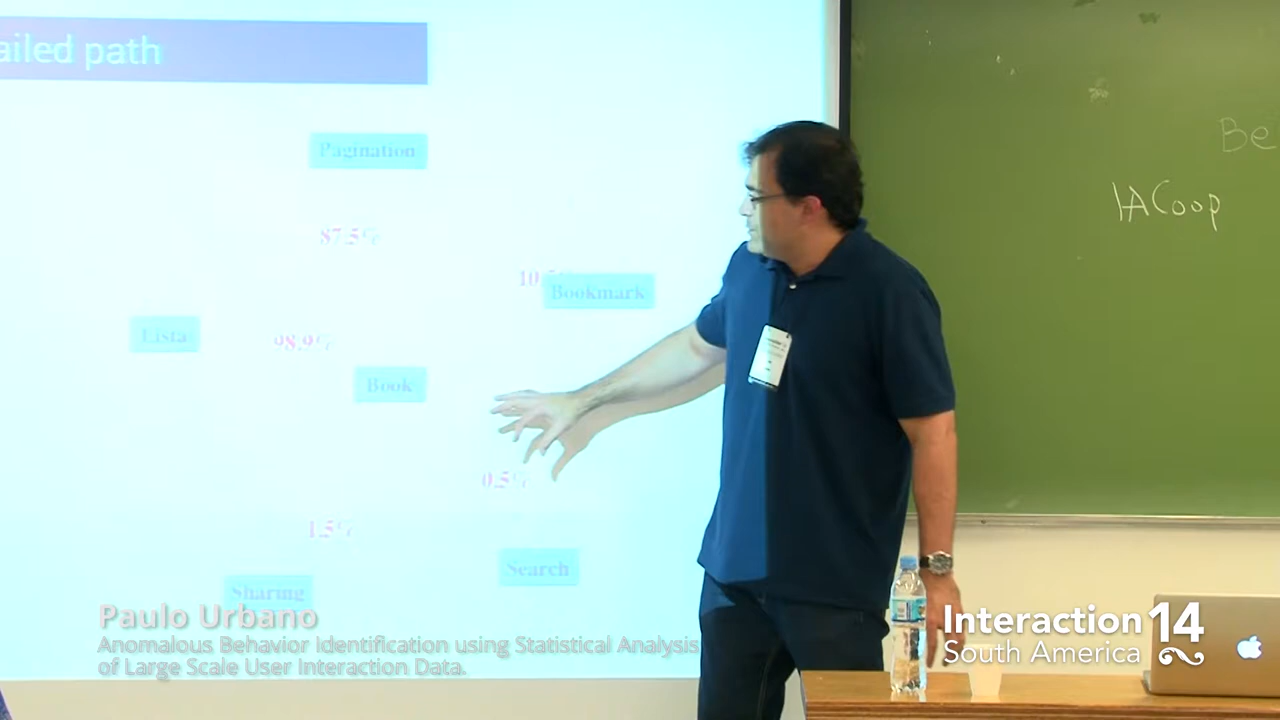 ailed path
Pagination
87.5%
Bookmark
Lista
98.9%
Book
0.5%
1.5%
Search
Sharing
Be
IACoop
Paulo Urbano
Anomalous Behavior Identification using Statistical Analysis
of Large Scale User Interaction Data.
Interaction 14
South America